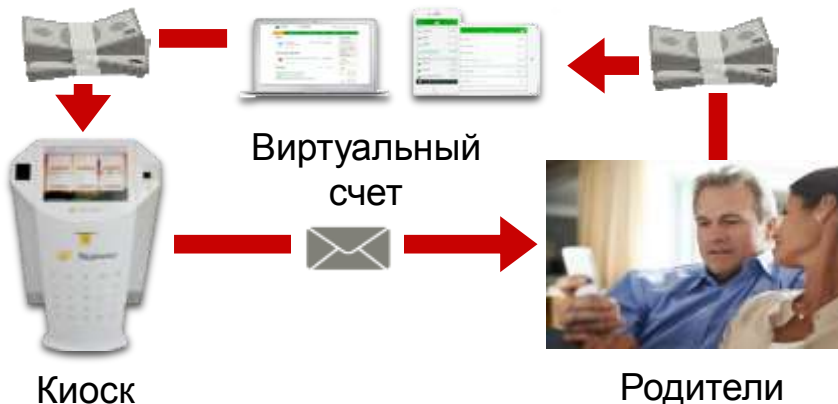 Виртуальный
счет
Киоск
Родители